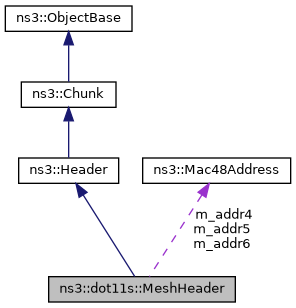 ns3::ObjectBase
ns3::Chunk
ns3::Header
ns3::Mac48Address
m_addr4
m_addr5
m_addr6
ns3::dot11s::MeshHeader